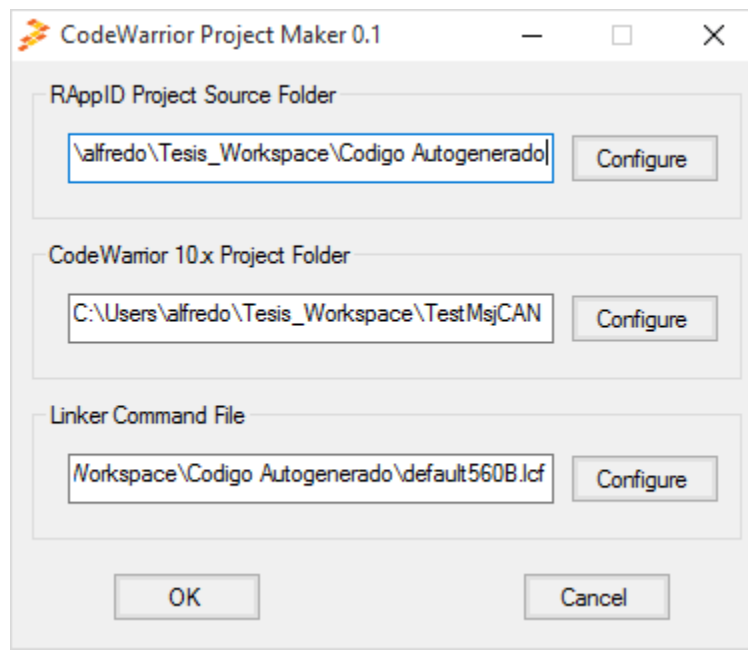 CodeWarrior Project Maker 0.1
RAppID Project Source Folder
\alfredo\Tesis_Workspace\Codigo Autogenerado
Configure
CodeWarrior 10.x Project Folder
C:\Users\alfredo\Tesis_Workspace\TestMsjCAN
Configure
Linker Command File
Workspace\Codigo Autogenerado\default560B.lcf
Configure
OK
Cancel